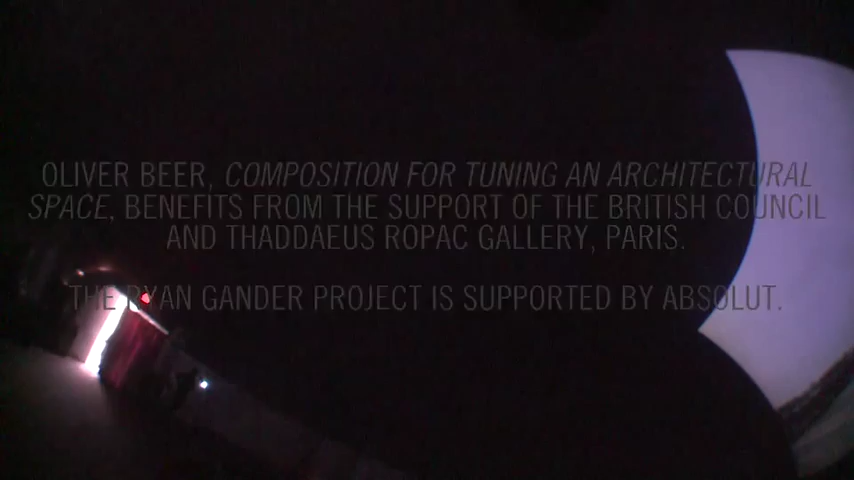 OLIVER BEER, COMPOSITION FOR TUNING AN ARCHITECTURAL
SPACE, BENEFITS FROM THE SUPPORT OF THE BRITISH COUNCIL
AND THADDAEUS ROPAC GALLERY, PARIS.
THE RYAN GANDER PROJECT IS SUPPORTED BY ABSOLUT.